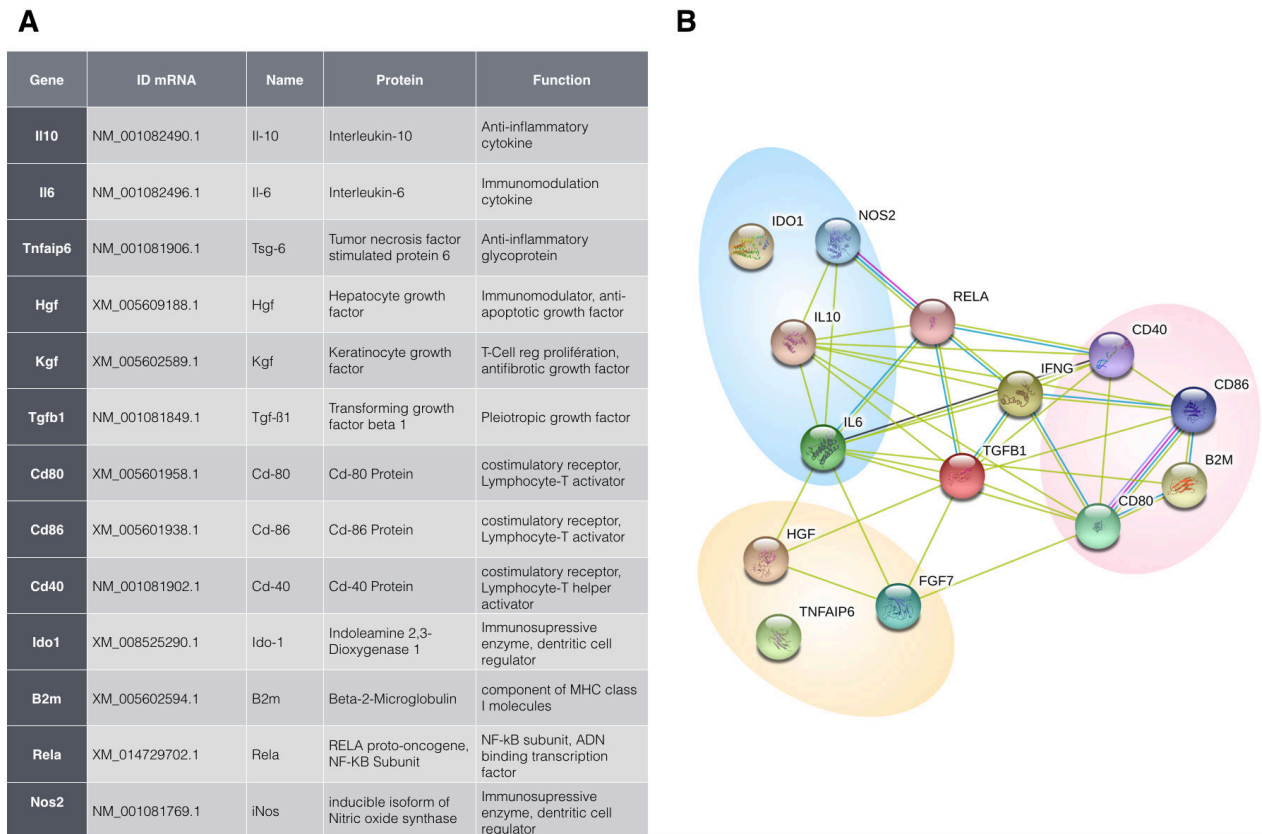 A
B
Gene ID mRNA Name Protein Function
Il10 NM_001082490.1 Il-10 Interleukin-10 Anti-inflammatory
cytokine
Il6 NM_001082496.1 Il-6 Interleukin-6 Immunomodulation
cytokine
Tnfaip6 NM_001081906.1 Tsg-6 Tumor necrosis factor
stimulated protein 6
Anti-inflammatory
glycoprotein
Hgf XM_005609188.1 Hgf Hepatocyte growth
factor
Immunomodulator, anti-
apoptotic growth factor
Kgf XM_005602589.1 Kgf Keratinocyte growth
factor
T-Cell reg prolifération,
antifibrotic growth factor
Tgfb1 NM_001081849.1 Tgf-ß1 Transforming growth
factor beta 1
Pleiotropic growth factor
Cd80 XM_005601958.1 Cd-80 Cd-80 Protein costimulatory receptor,
Lymphocyte-T activator
Cd86 XM_005601938.1 Cd-86 Cd-86 Protein costimulatory receptor,
Lymphocyte-T activator
Cd40 NM_001081902.1 Cd-40 Cd-40 Protein costimulatory receptor,
Lymphocyte-T helper
activator
Ido1 XM_008525290.1 Ido-1 Indoleamine 2,3-
Dioxygenase 1
Immunosupressive
enzyme, dentritic cell
regulator
B2m XM_005602594.1 B2m Beta-2-Microglobulin component of MHC class
I molecules
Rela XM_014729702.1 Rela RELA proto-oncogene,
NF-KB Subunit
NF-kB subunit, ADN
binding transcription
factor
Nos2 NM_001081769.1 iNos inducible isoform of
Nitric oxide synthase
Immunosupressive
enzyme, dentritic cell
regulator
IDO1
NOS2
RELA
IL10
CD40
IFNG
CD86
IL6
TGFB1
B2M
CD80
HGF
FGF7
TNFAIP6